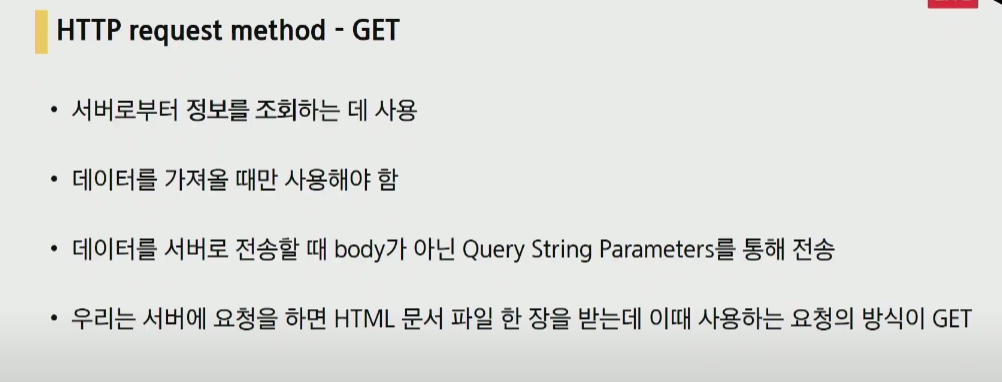 HTTP request method - GET
• 서버로부터 정보를 조회하는 데 사용
• 데이터를 가져올 때만 사용해야 함
• 데이터를 서버로 전송할 때 body가 아닌 Query String Parameters를 통해 전송
• 우리는 서버에 요청을 하면 HTML 문서 파일 한 장을 받는데 이때 사용하는 요청의 방식이 GET